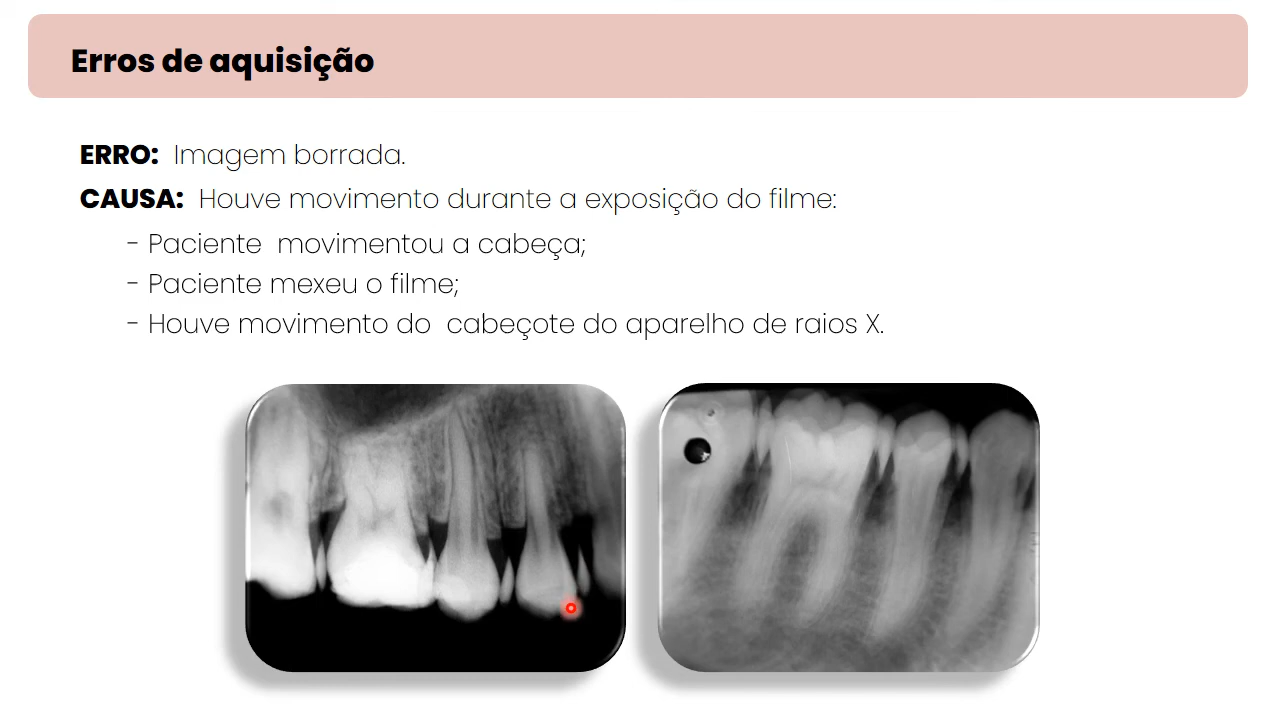 Erros de aquisição
ERRO: Imagem borrada.
CAUSA: Houve movimento durante a exposição do filme:
- Paciente movimentou a cabeça;
- Paciente mexeu o filme;
- Houve movimento do cabeçote do aparelho de raios X.